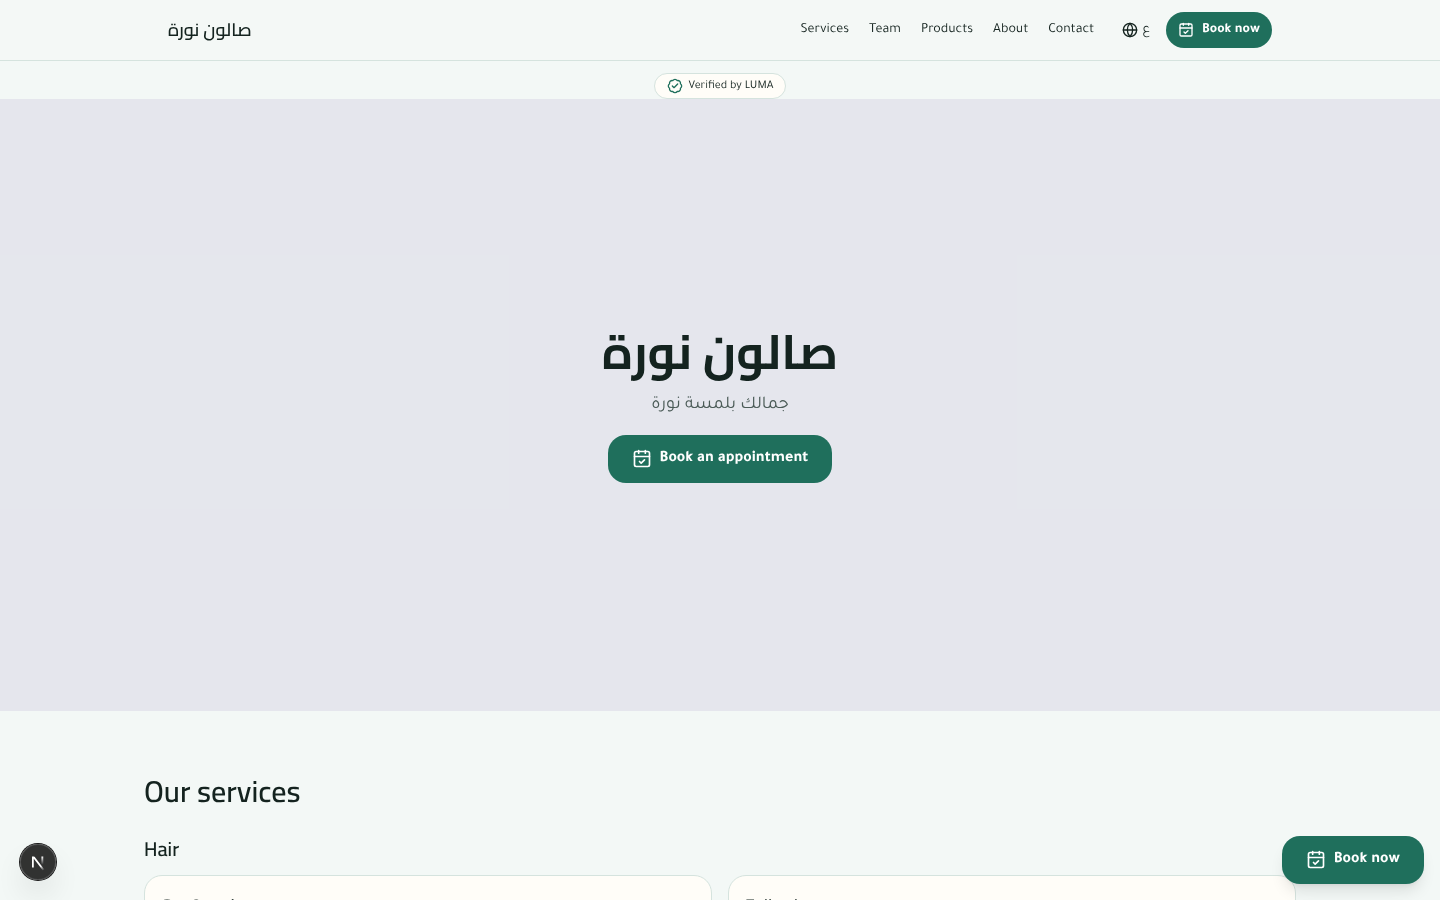 صالون نورة
Services Team Products About Contact ع Book now
Verified by LUMA
صالون نورة
جمالك بلمسة نورة
Book an appointment
Our services
Hair
Book now
N